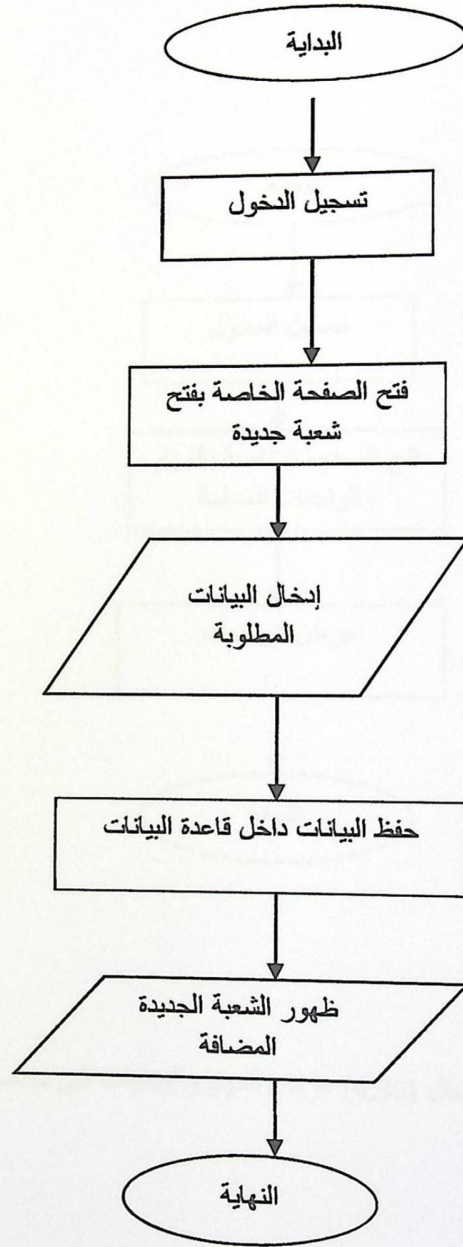 البداية
تسجيل الدخول
فتح الصفحة الخاصة بفتح
شعبة جديدة
إدخال البيانات
المطلوبة
حفظ البيانات داخل قاعدة البيانات
ظهور الشعبة الجديدة
المضافة
النهاية